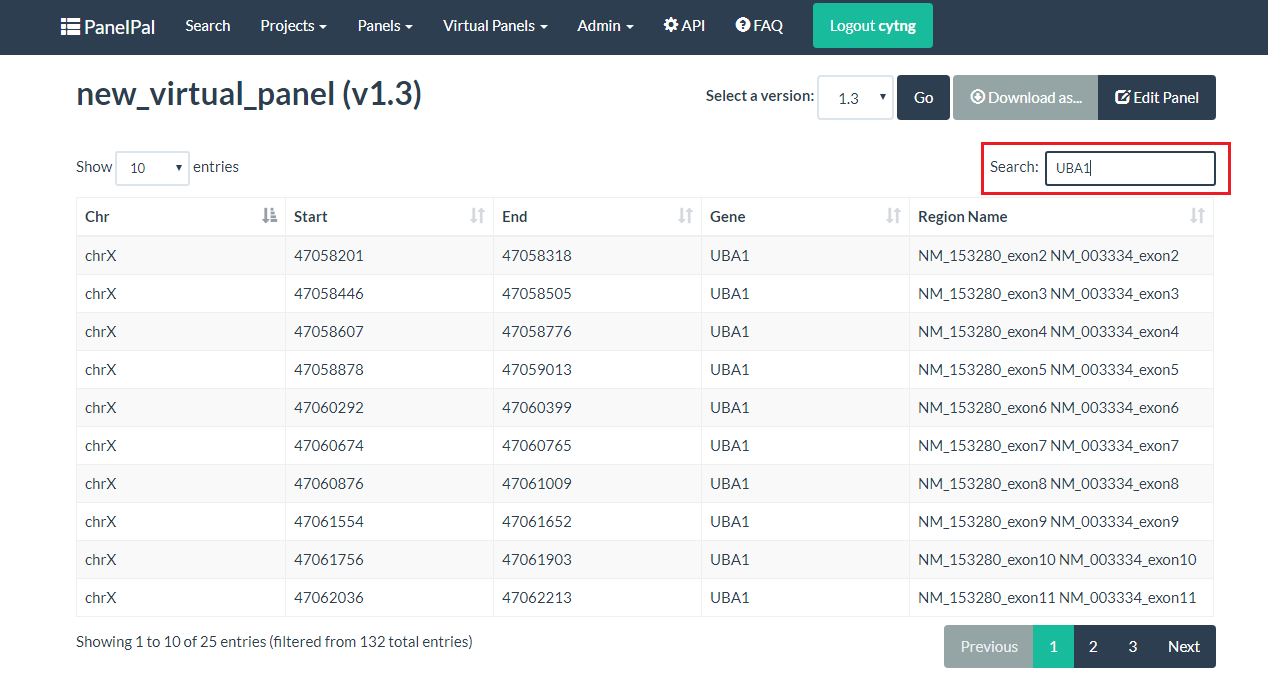 PanelPal Search Projects Panels Virtual Panels Admin API FAQ Logout cytng
new_virtual_panel (v1.3) Select a version: 1.3 Go Download as... Edit Panel
Show 10 entries Search: UBA1
Chr Start End Gene Region Name
chrX 47058201 47058318 UBA1 NM_153280_exon2 NM_003334_exon2
chrX 47058446 47058505 UBA1 NM_153280_exon3 NM_003334_exon3
chrX 47058607 47058776 UBA1 NM_153280_exon4 NM_003334_exon4
chrX 47058878 47059013 UBA1 NM_153280_exon5 NM_003334_exon5
chrX 47060292 47060399 UBA1 NM_153280_exon6 NM_003334_exon6
chrX 47060674 47060765 UBA1 NM_153280_exon7 NM_003334_exon7
chrX 47060876 47061009 UBA1 NM_153280_exon8 NM_003334_exon8
chrX 47061554 47061652 UBA1 NM_153280_exon9 NM_003334_exon9
chrX 47061756 47061903 UBA1 NM_153280_exon10 NM_003334_exon10
chrX 47062036 47062213 UBA1 NM_153280_exon11 NM_003334_exon11
Showing 1 to 10 of 25 entries (filtered from 132 total entries) Previous 1 2 3 Next